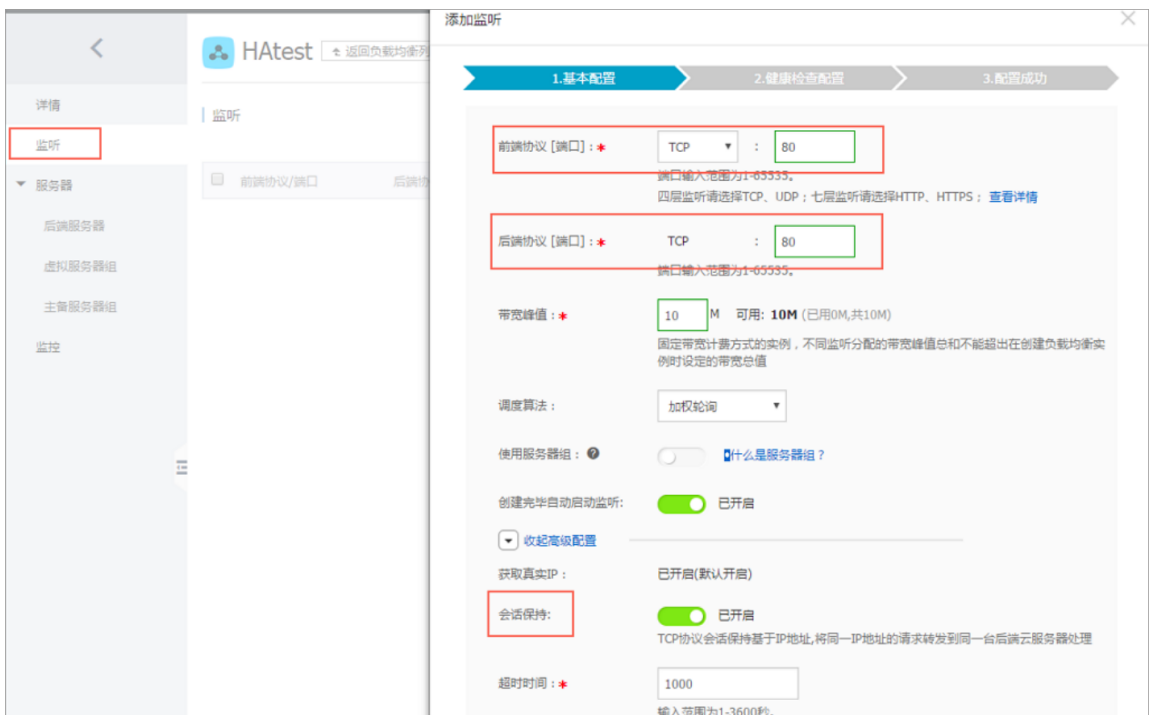 添加监听
HAtest
返回负载均衡列
1.基本配置
2.健康检查配置
3.配置成功
详情
监听
服务器
后端服务器
虚拟服务器组
主备服务器组
监控
监听
前端协议/端口
后端协
前端协议 [端口] : * TCP : 80
端口输入范围为1-65535。
四层监听请选择TCP、UDP；七层监听请选择HTTP、HTTPS； 查看详情
后端协议 [端口] : * TCP : 80
端口输入范围为1-65535。
带宽峰值 : * 10 M 可用: 10M (已用0M,共10M)
固定带宽计费方式的实例，不同监听分配的带宽峰值总和不能超出在创建负载均衡实
例时设定的带宽总值
调度算法 : 加权轮询
使用服务器组 : 什么是服务器组？
创建完毕自动启动监听: 已开启
收起高级配置
获取真实IP : 已开启(默认开启)
会话保持: 已开启
TCP协议会话保持基于IP地址,将同一IP地址的请求转发到同一台后端云服务器处理
超时时间 : * 1000
输入范围为1-3600秒。